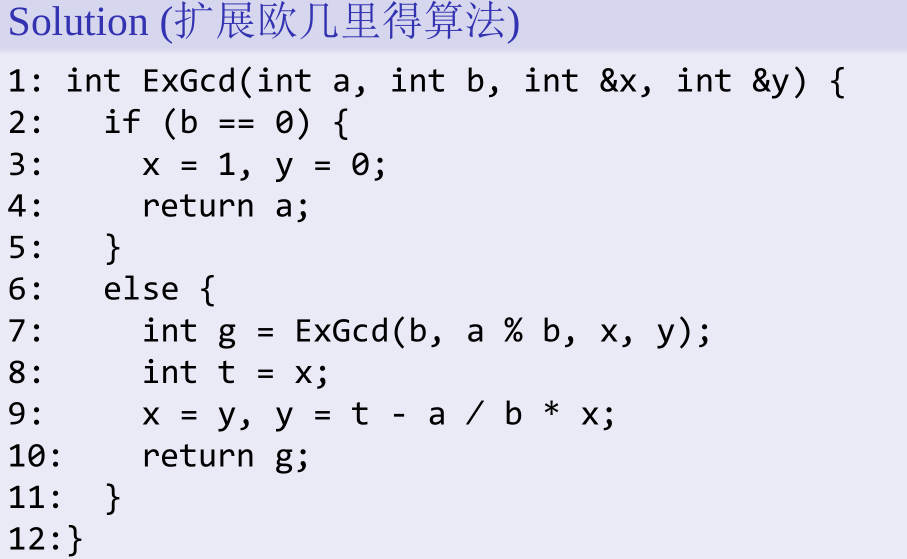 Solution (扩展欧几里得算法)
1: int ExGcd(int a, int b, int &x, int &y) {
2:   if (b == 0) {
3:     x = 1, y = 0;
4:     return a;
5:   }
6:   else {
7:     int g = ExGcd(b, a % b, x, y);
8:     int t = x;
9:     x = y, y = t - a / b * x;
10:    return g;
11:  }
12:}